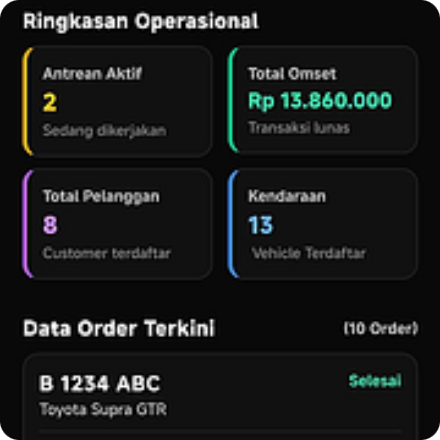 Ringkasan Operasional
Antrean Aktif
2
Sedang dikerjakan
Total Omset
Rp 13.860.000
Transaksi lunas
Total Pelanggan
8
Customer terdaftar
Kendaraan
13
Vehicle Terdaftar
Data Order Terkini
(10 Order)
B 1234 ABC
Selesai
Toyota Supra GTR